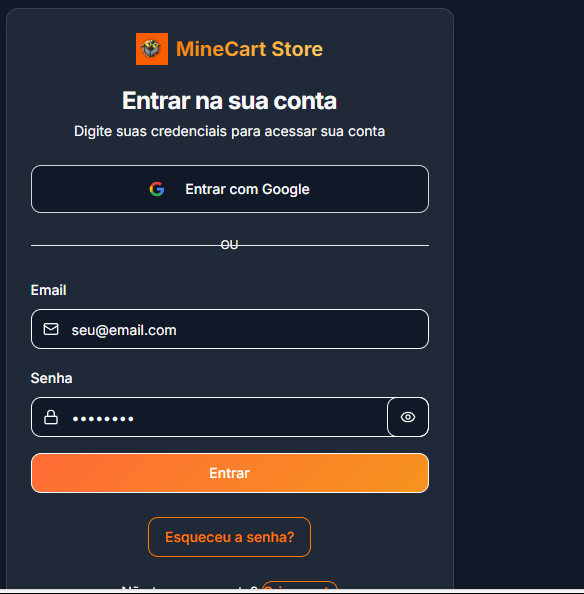 MineCart Store
Entrar na sua conta
Digite suas credenciais para acessar sua conta
Entrar com Google
OU
Email
seu@email.com
Senha
••••••••
Entrar
Esqueceu a senha?